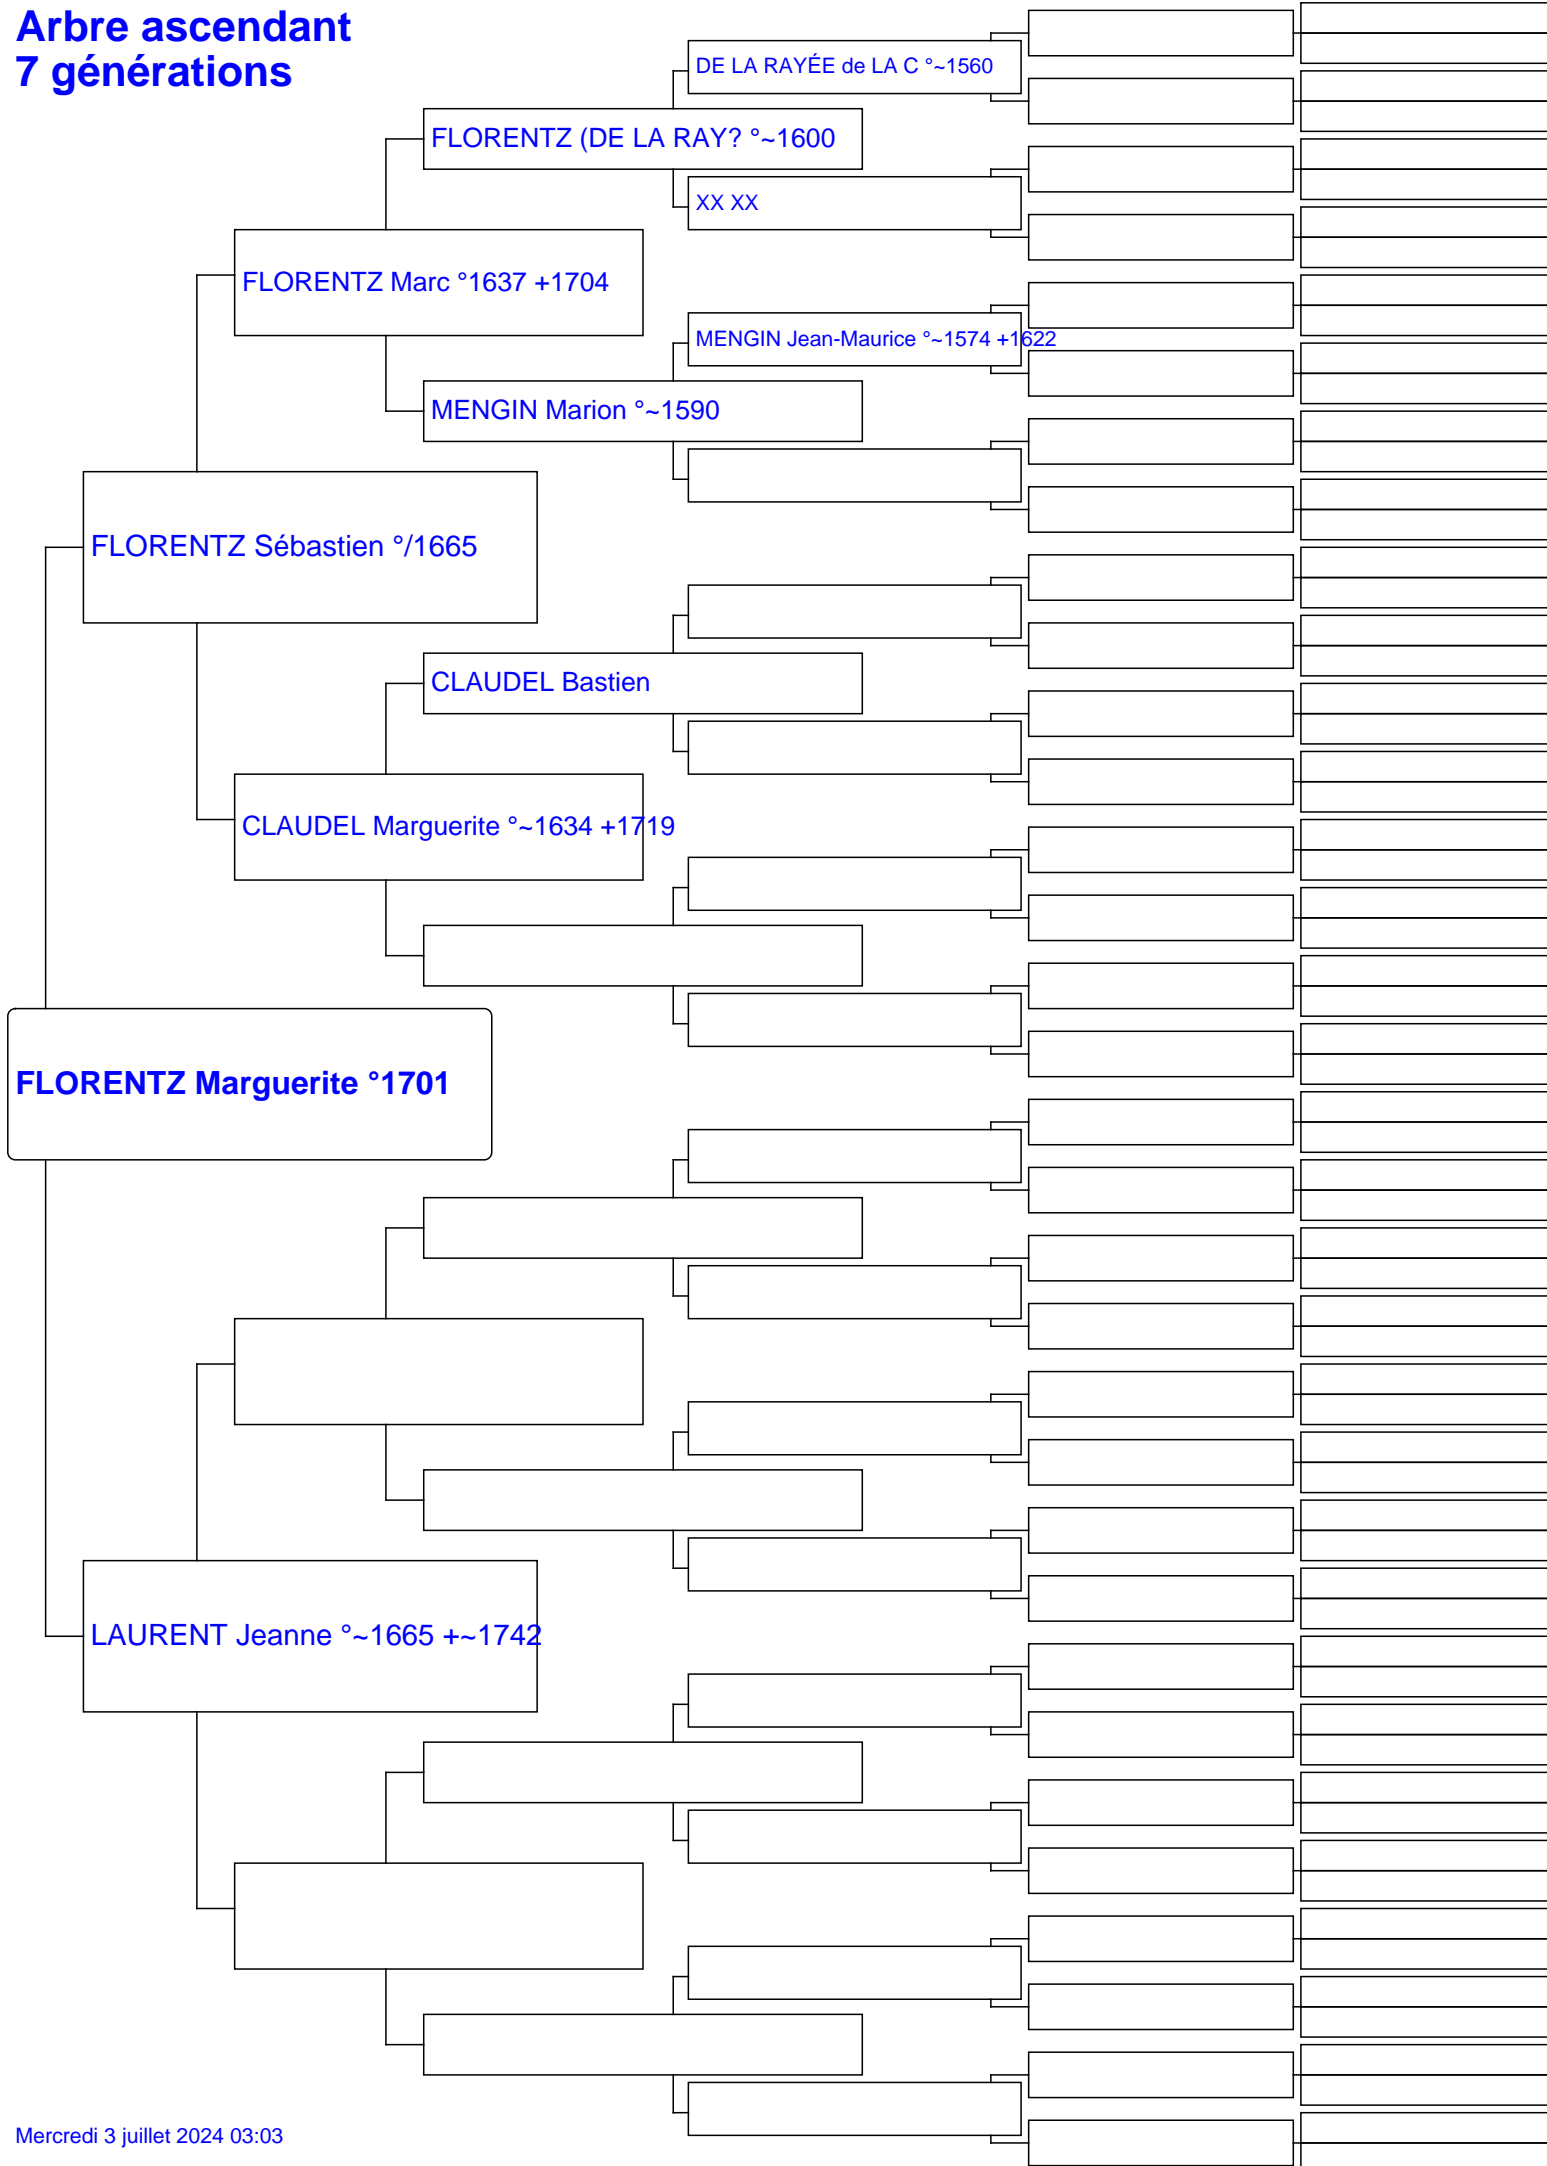 Arbre ascendant
7 générations
DE LA RAYÉE de LA C °~1560
FLORENTZ (DE LA RAY? °~1600
XX XX
FLORENTZ Marc °1637 +1704
MENGIN Jean-Maurice °~1574 +1622
MENGIN Marion °~1590
FLORENTZ Sébastien °/1665
CLAUDEL Bastien
CLAUDEL Marguerite °~1634 +1719
FLORENTZ Marguerite °1701
LAURENT Jeanne °~1665 +~1742
Mercredi 3 juillet 2024 03:03